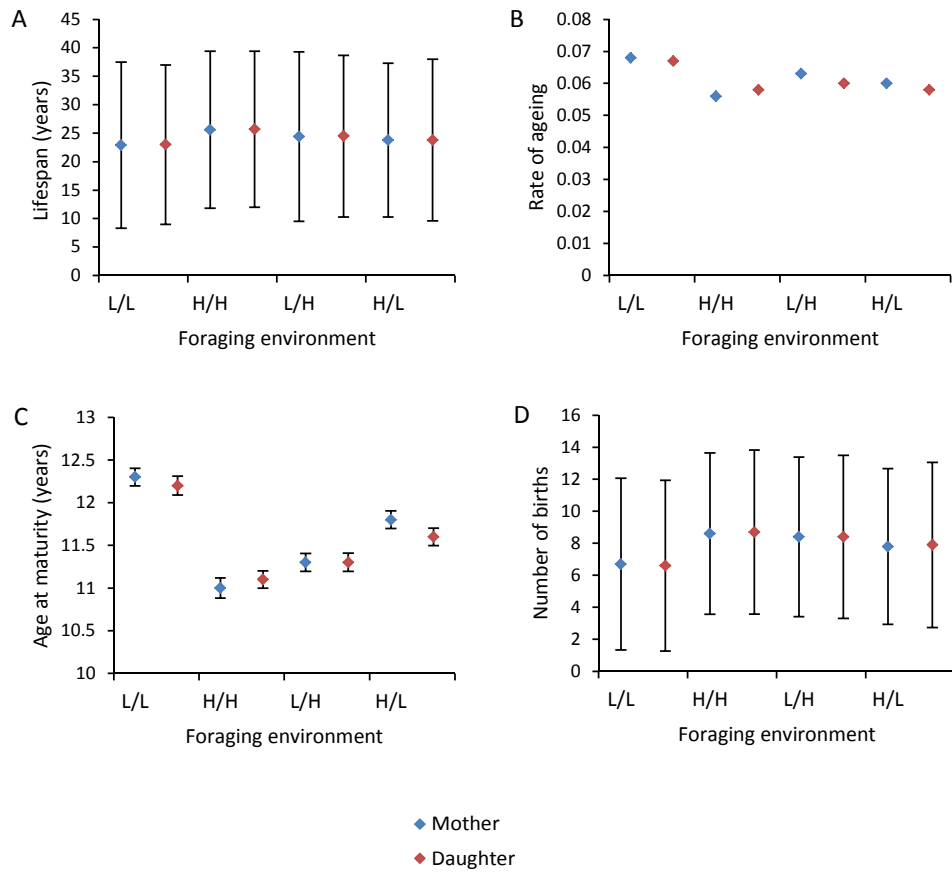 A
Lifespan (years)
45
40
35
30
25
20
15
10
5
0
L/L H/H L/H H/L
Foraging environment
B
Rate of ageing
0.08
0.07
0.06
0.05
0.04
0.03
0.02
0.01
0
L/L H/H L/H H/L
Foraging environment
C
Age at maturity (years)
13
12.5
12
11.5
11
10.5
10
L/L H/H L/H H/L
Foraging environment
D
Number of births
16
14
12
10
8
6
4
2
0
L/L H/H L/H H/L
Foraging environment
Mother
Daughter